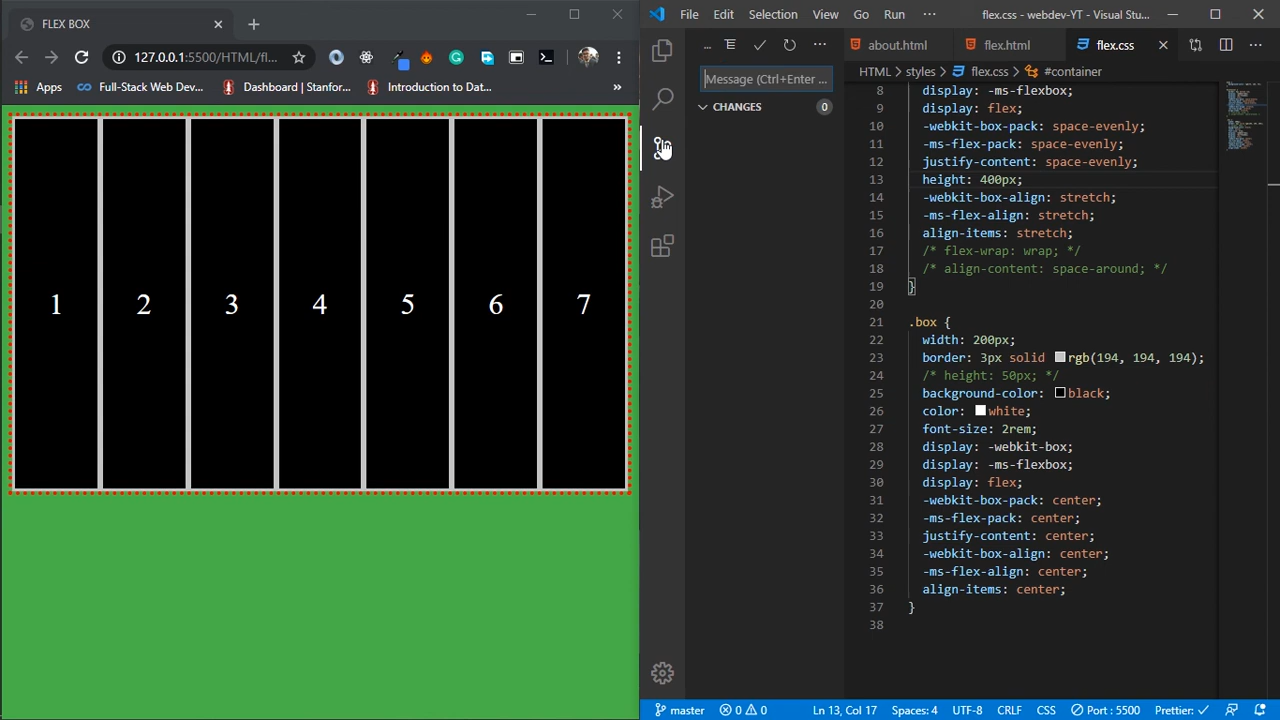 FLEX BOX
127.0.0.1:5500/HTML/fl...
Apps
Full-Stack Web Dev...
Dashboard | Stanfor...
Introduction to Dat...
»
1 2 3 4 5 6 7
File Edit Selection View Go Run ···
flex.css - webdev-YT - Visual Stu...
about.html
flex.html
flex.css
HTML > styles > flex.css > #container
Message (Ctrl+Enter ...
CHANGES 0
8 display: -ms-flexbox;
9 display: flex;
10 -webkit-box-pack: space-evenly;
11 -ms-flex-pack: space-evenly;
12 justify-content: space-evenly;
13 height: 400px;
14 -webkit-box-align: stretch;
15 -ms-flex-align: stretch;
16 align-items: stretch;
17 /* flex-wrap: wrap; */
18 /* align-content: space-around; */
19 }
20
21 .box {
22 width: 200px;
23 border: 3px solid rgb(194, 194, 194);
24 /* height: 50px; */
25 background-color: black;
26 color: white;
27 font-size: 2rem;
28 display: -webkit-box;
29 display: -ms-flexbox;
30 display: flex;
31 -webkit-box-pack: center;
32 -ms-flex-pack: center;
33 justify-content: center;
34 -webkit-box-align: center;
35 -ms-flex-align: center;
36 align-items: center;
37 }
38
master 0 0 Ln 13, Col 17 Spaces: 4 UTF-8 CRLF CSS Port : 5500 Prettier: ✓